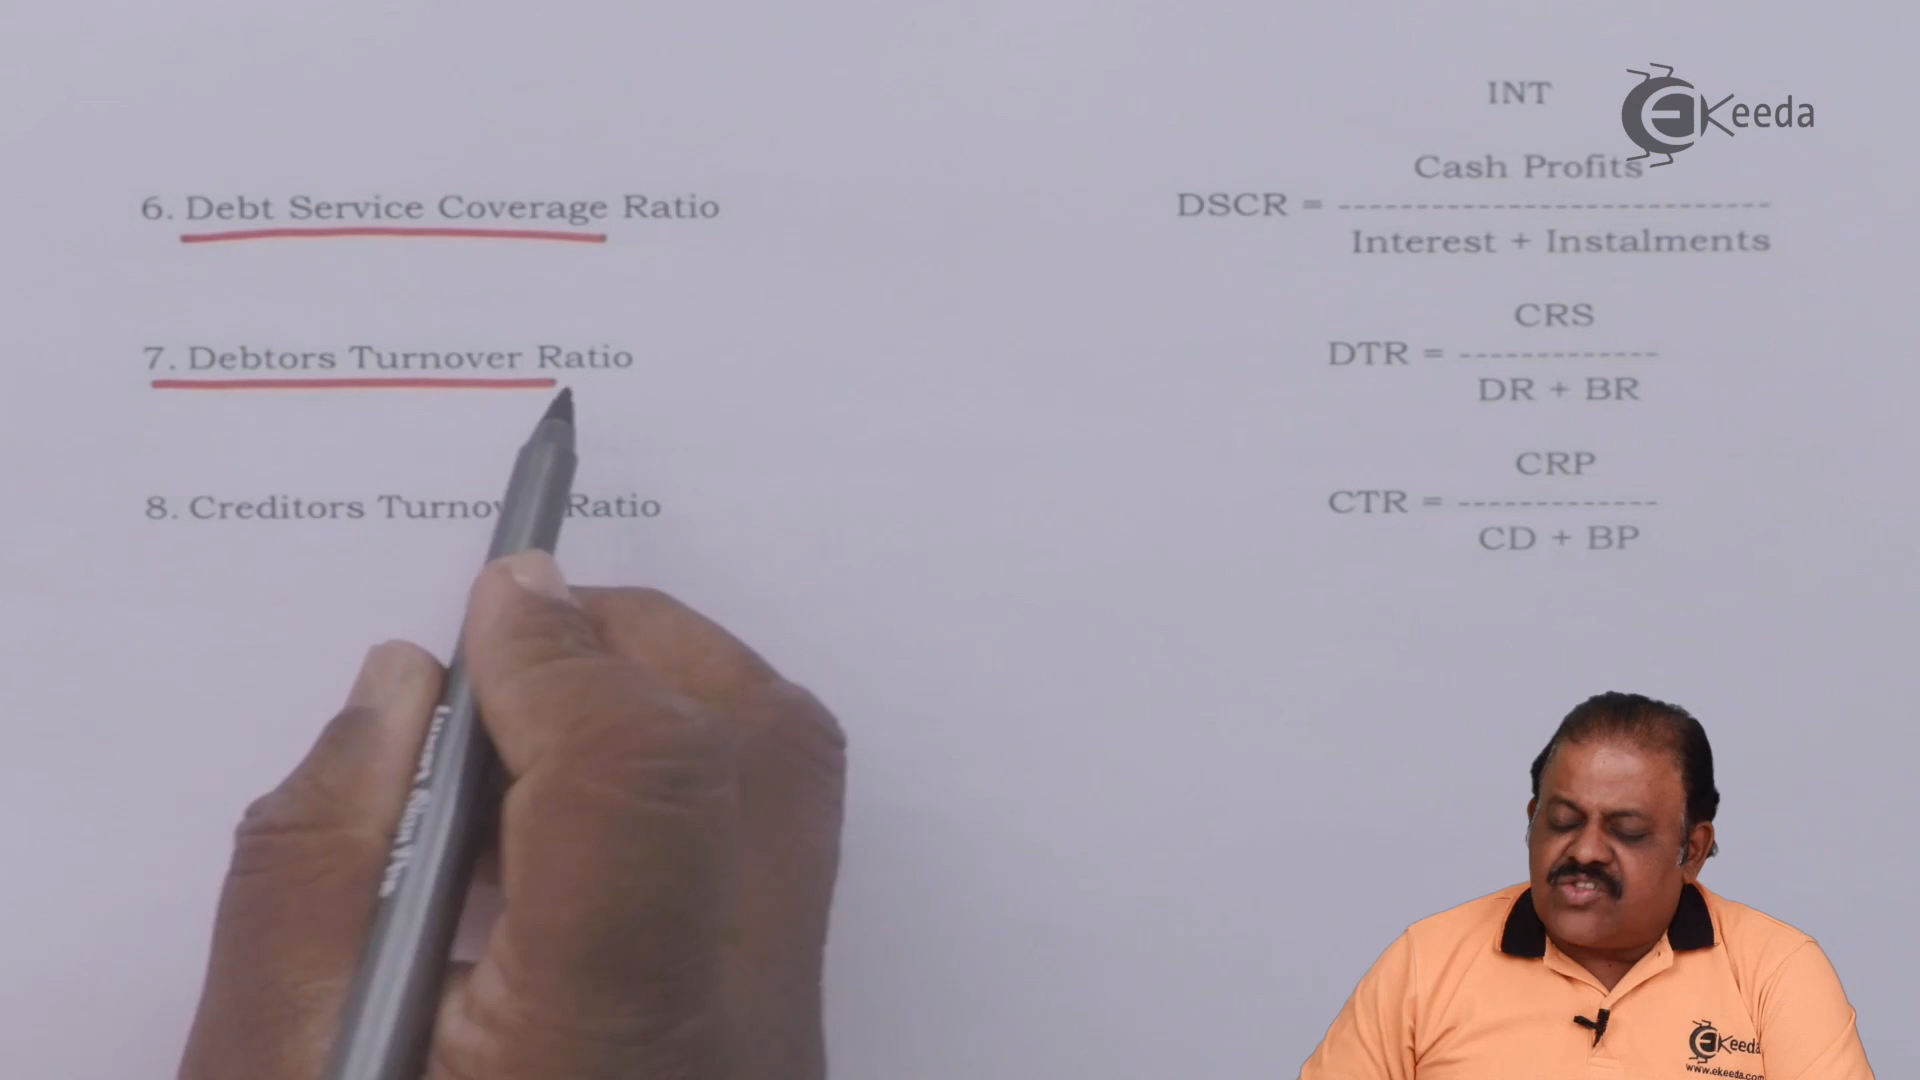 INT
EKeeda
6. Debt Service Coverage Ratio
DSCR =
Cash Profits
Interest + Instalments
7. Debtors Turnover Ratio
DTR =
CRS
DR + BR
8. Creditors Ratio
CTR =
CRP
CD + BP
EKeeda
www.ekeeda.com